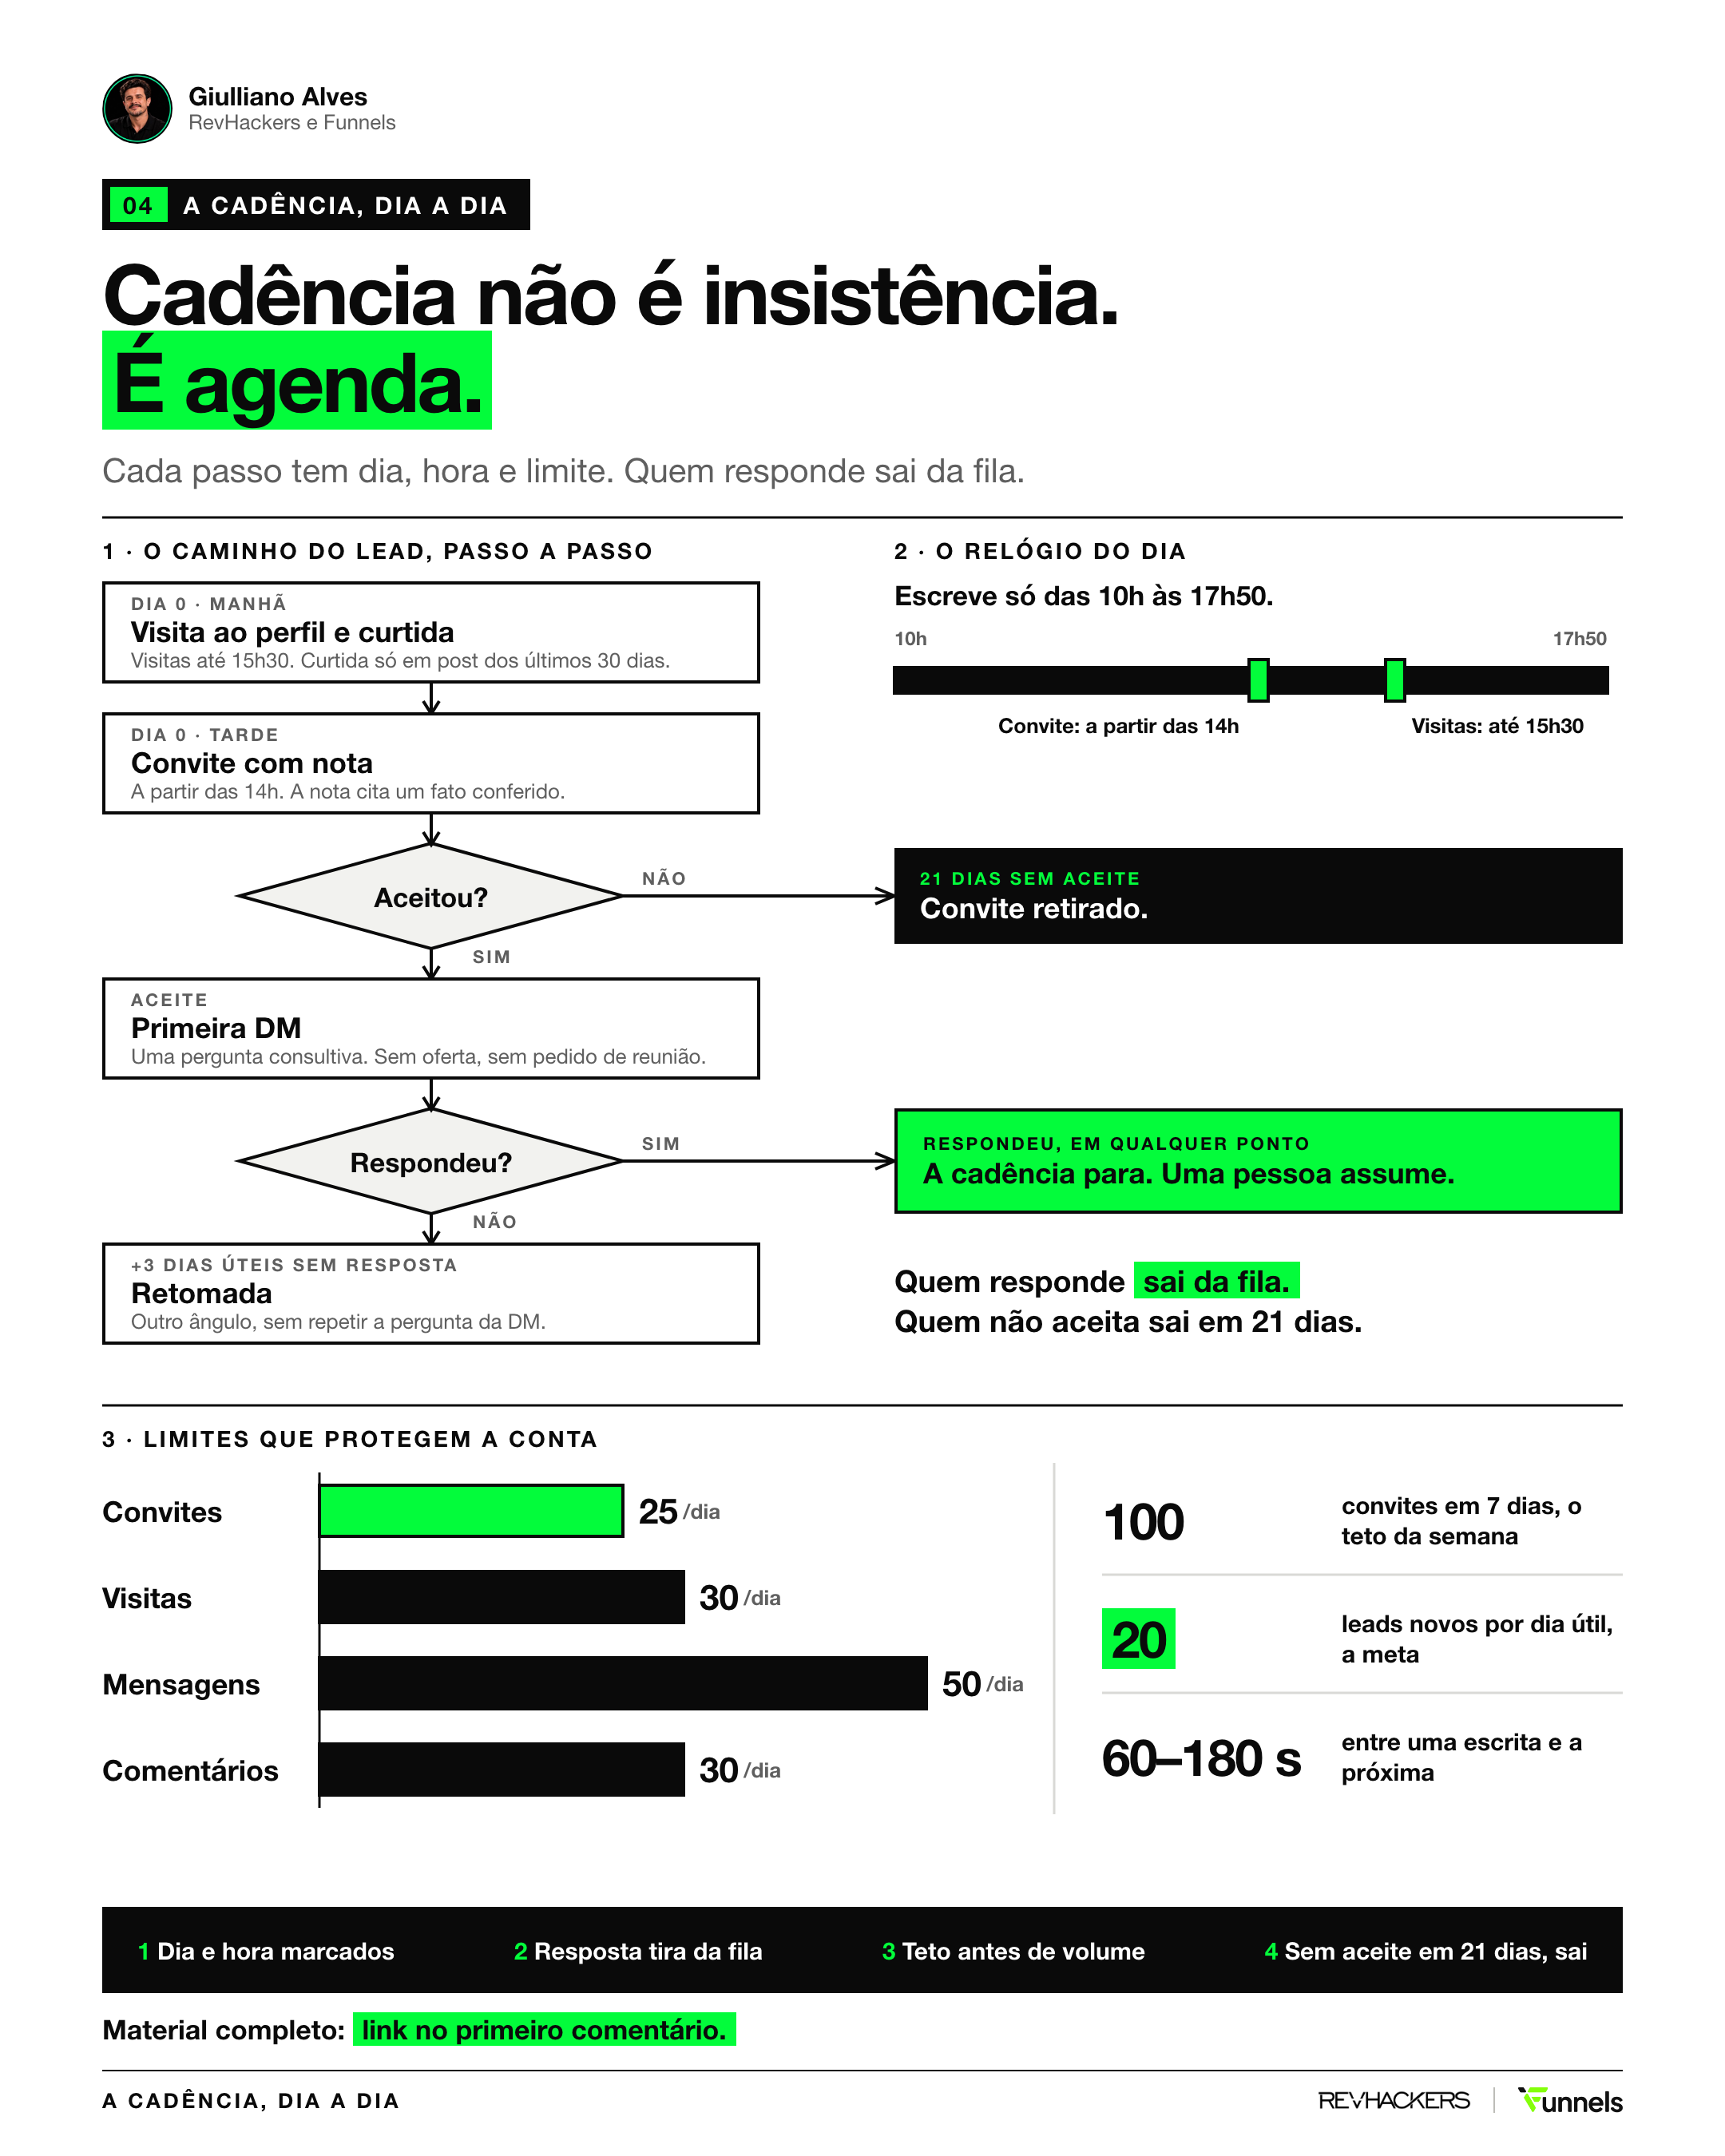 Giulliano Alves
RevHackers e Funnels
04 A CADÊNCIA, DIA A DIA
Cadência não é insistência.
É agenda.
Cada passo tem dia, hora e limite. Quem responde sai da fila.
1 · O CAMINHO DO LEAD, PASSO A PASSO
DIA 0 · MANHÃ
Visita ao perfil e curtida
Visitas até 15h30. Curtida só em post dos últimos 30 dias.
DIA 0 · TARDE
Convite com nota
A partir das 14h. A nota cita um fato conferido.
Aceitou?
NÃO
SIM
ACEITE
Primeira DM
Uma pergunta consultiva. Sem oferta, sem pedido de reunião.
Respondeu?
SIM
NÃO
+3 DIAS ÚTEIS SEM RESPOSTA
Retomada
Outro ângulo, sem repetir a pergunta da DM.
2 · O RELÓGIO DO DIA
Escreve só das 10h às 17h50.
10h
17h50
Convite: a partir das 14h
Visitas: até 15h30
21 DIAS SEM ACEITE
Convite retirado.
RESPONDEU, EM QUALQUER PONTO
A cadência para. Uma pessoa assume.
Quem responde sai da fila.
Quem não aceita sai em 21 dias.
3 · LIMITES QUE PROTEGEM A CONTA
Convites
25 /dia
Visitas
30 /dia
Mensagens
50 /dia
Comentários
30 /dia
100
convites em 7 dias, o
teto da semana
20
leads novos por dia útil,
a meta
60–180 s
entre uma escrita e a
próxima
1 Dia e hora marcados
2 Resposta tira da fila
3 Teto antes de volume
4 Sem aceite em 21 dias, sai
Material completo: link no primeiro comentário.
A CADÊNCIA, DIA A DIA
REVHACKERS
Funnels